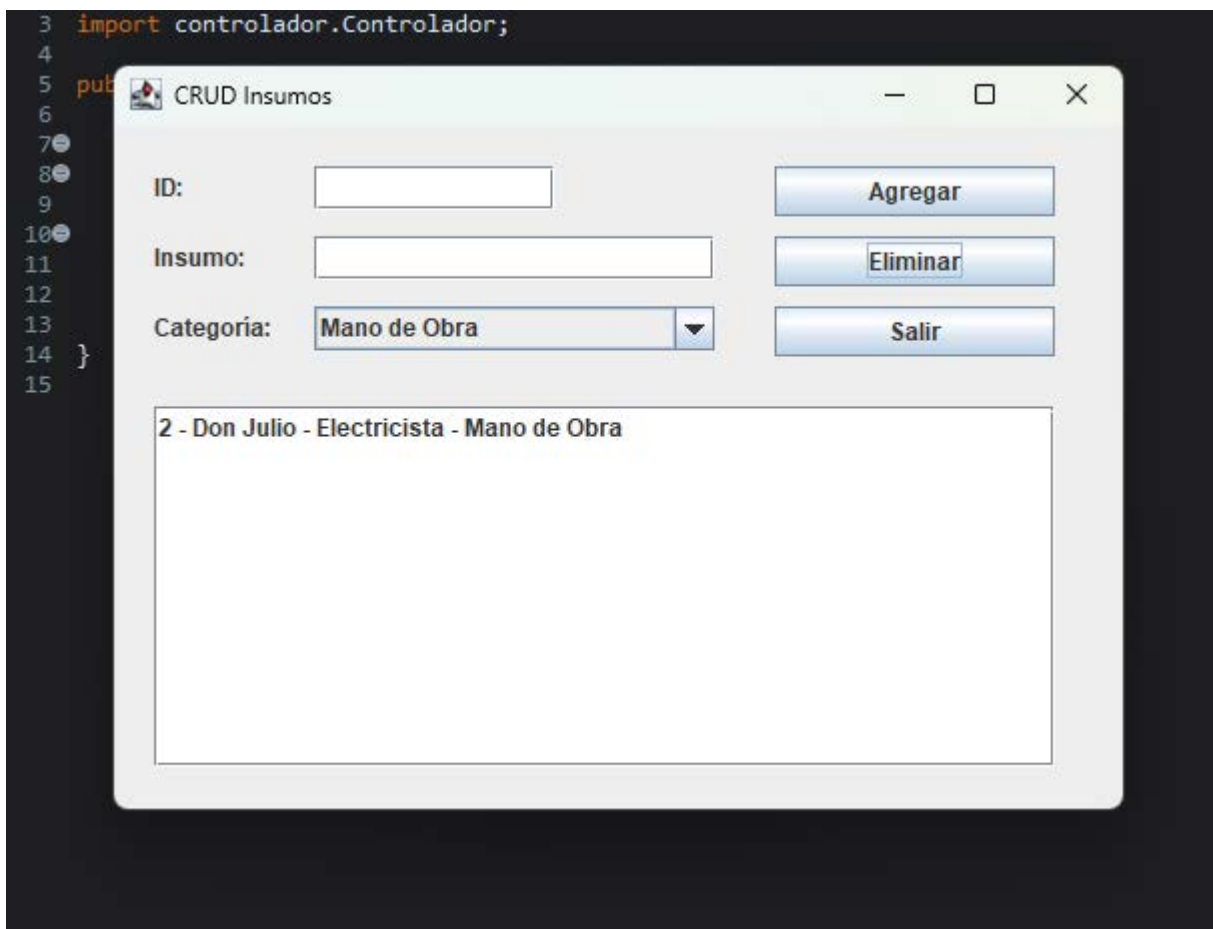 3 import controlador.Controlador;
4
5 pub
CRUD Insumos
6
7
8
9
10
11
12
13
14 }
15
ID:
Agregar
Insumo:
Eliminar
Categoría:
Mano de Obra
Salir
2 - Don Julio - Electricista - Mano de Obra